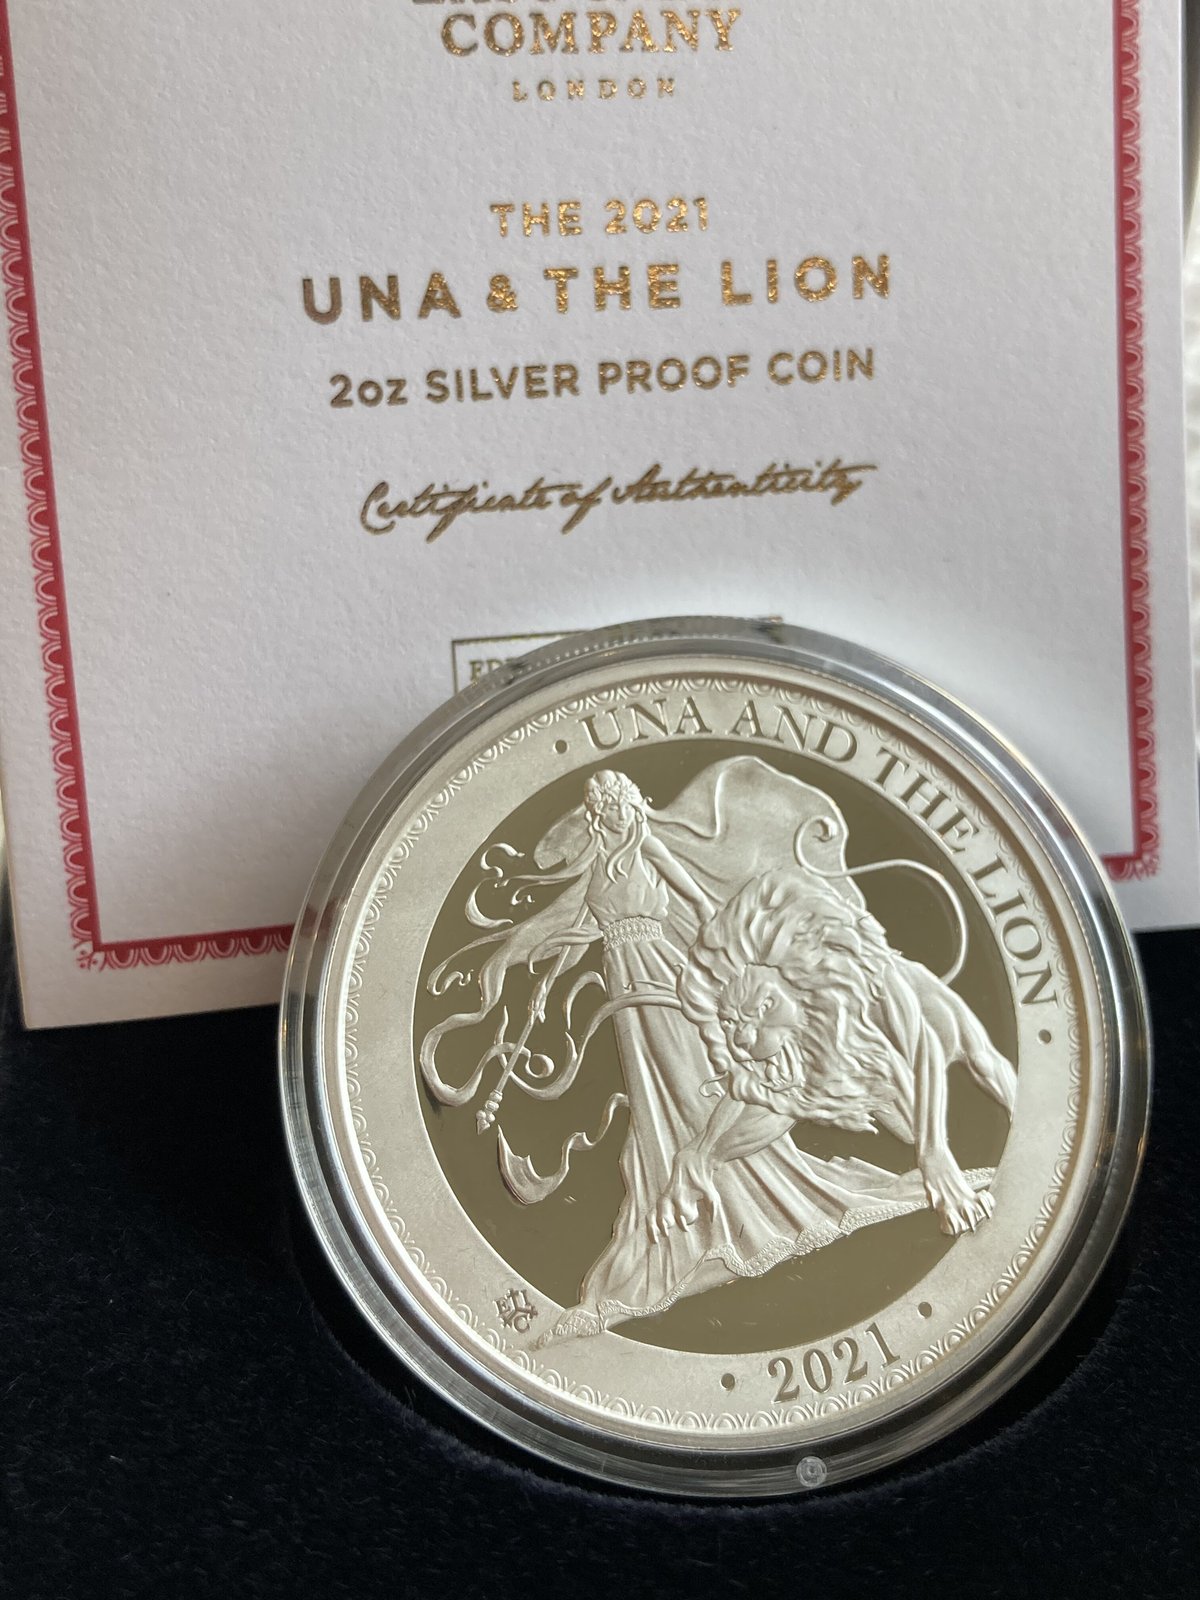 COMPANY
LONDON
THE 2021
UNA & THE LION
2oz SILVER PROOF COIN
Certificate of Authenticity
· UNA AND THE LION ·
E I
C
· 2021 ·